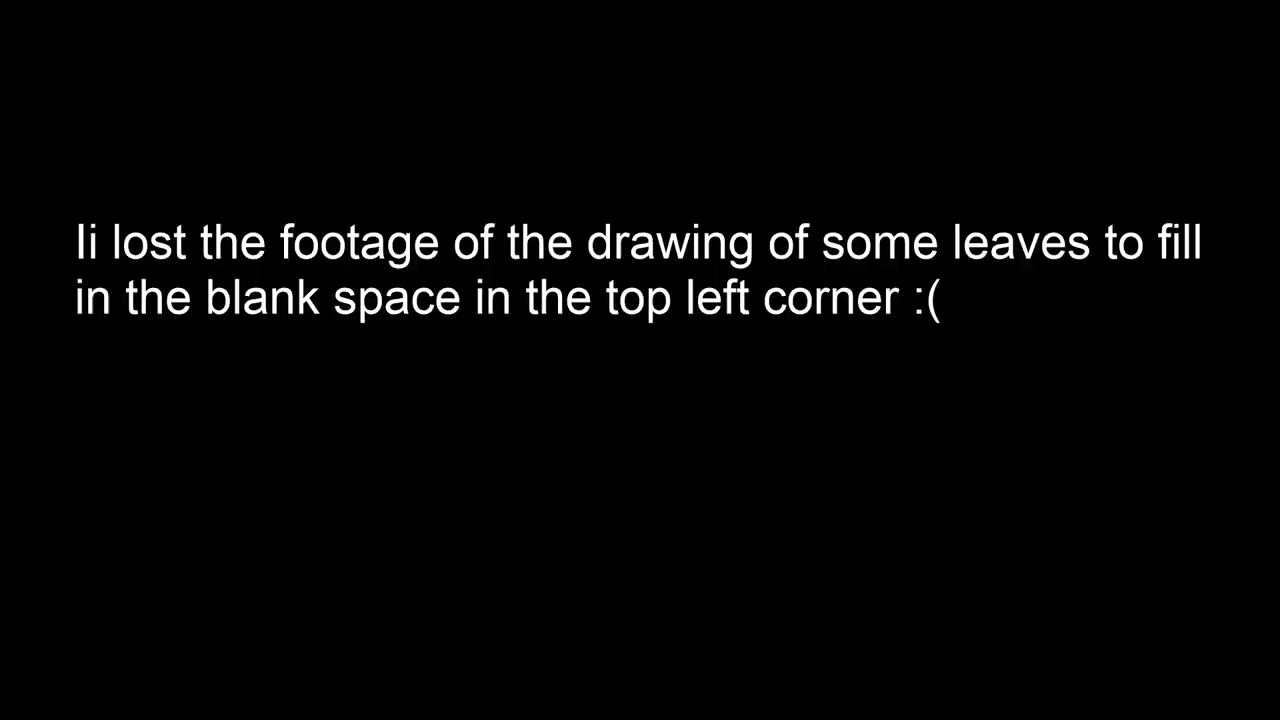 Ii lost the footage of the drawing of some leaves to fill
in the blank space in the top left corner :(